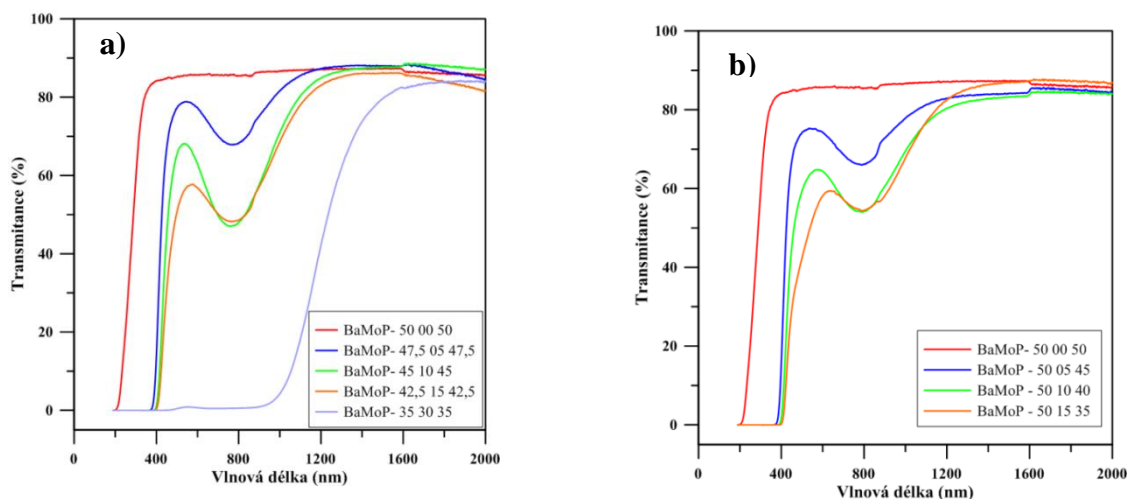 a)
Transmitance (%)
100
80
60
40
20
0
0
400
800
1200
1600
2000
Vlnová délka (nm)
BaMoP- 50 00 50
BaMoP- 47,5 05 47,5
BaMoP- 45 10 45
BaMoP- 42,5 15 42,5
BaMoP- 35 30 35
b)
Transmitance (%)
100
80
60
40
20
0
0
400
800
1200
1600
2000
Vlnová délka (nm)
BaMoP- 50 00 50
BaMoP - 50 05 45
BaMoP - 50 10 40
BaMoP - 50 15 35